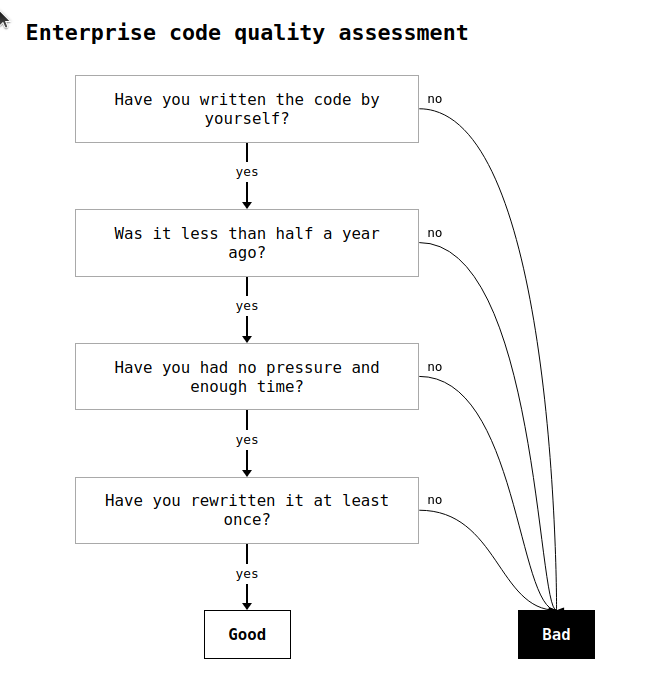 Enterprise code quality assessment
Have you written the code by
yourself?
no
yes
Was it less than half a year
ago?
no
yes
Have you had no pressure and
enough time?
no
yes
Have you rewritten it at least
once?
no
yes
Good
Bad